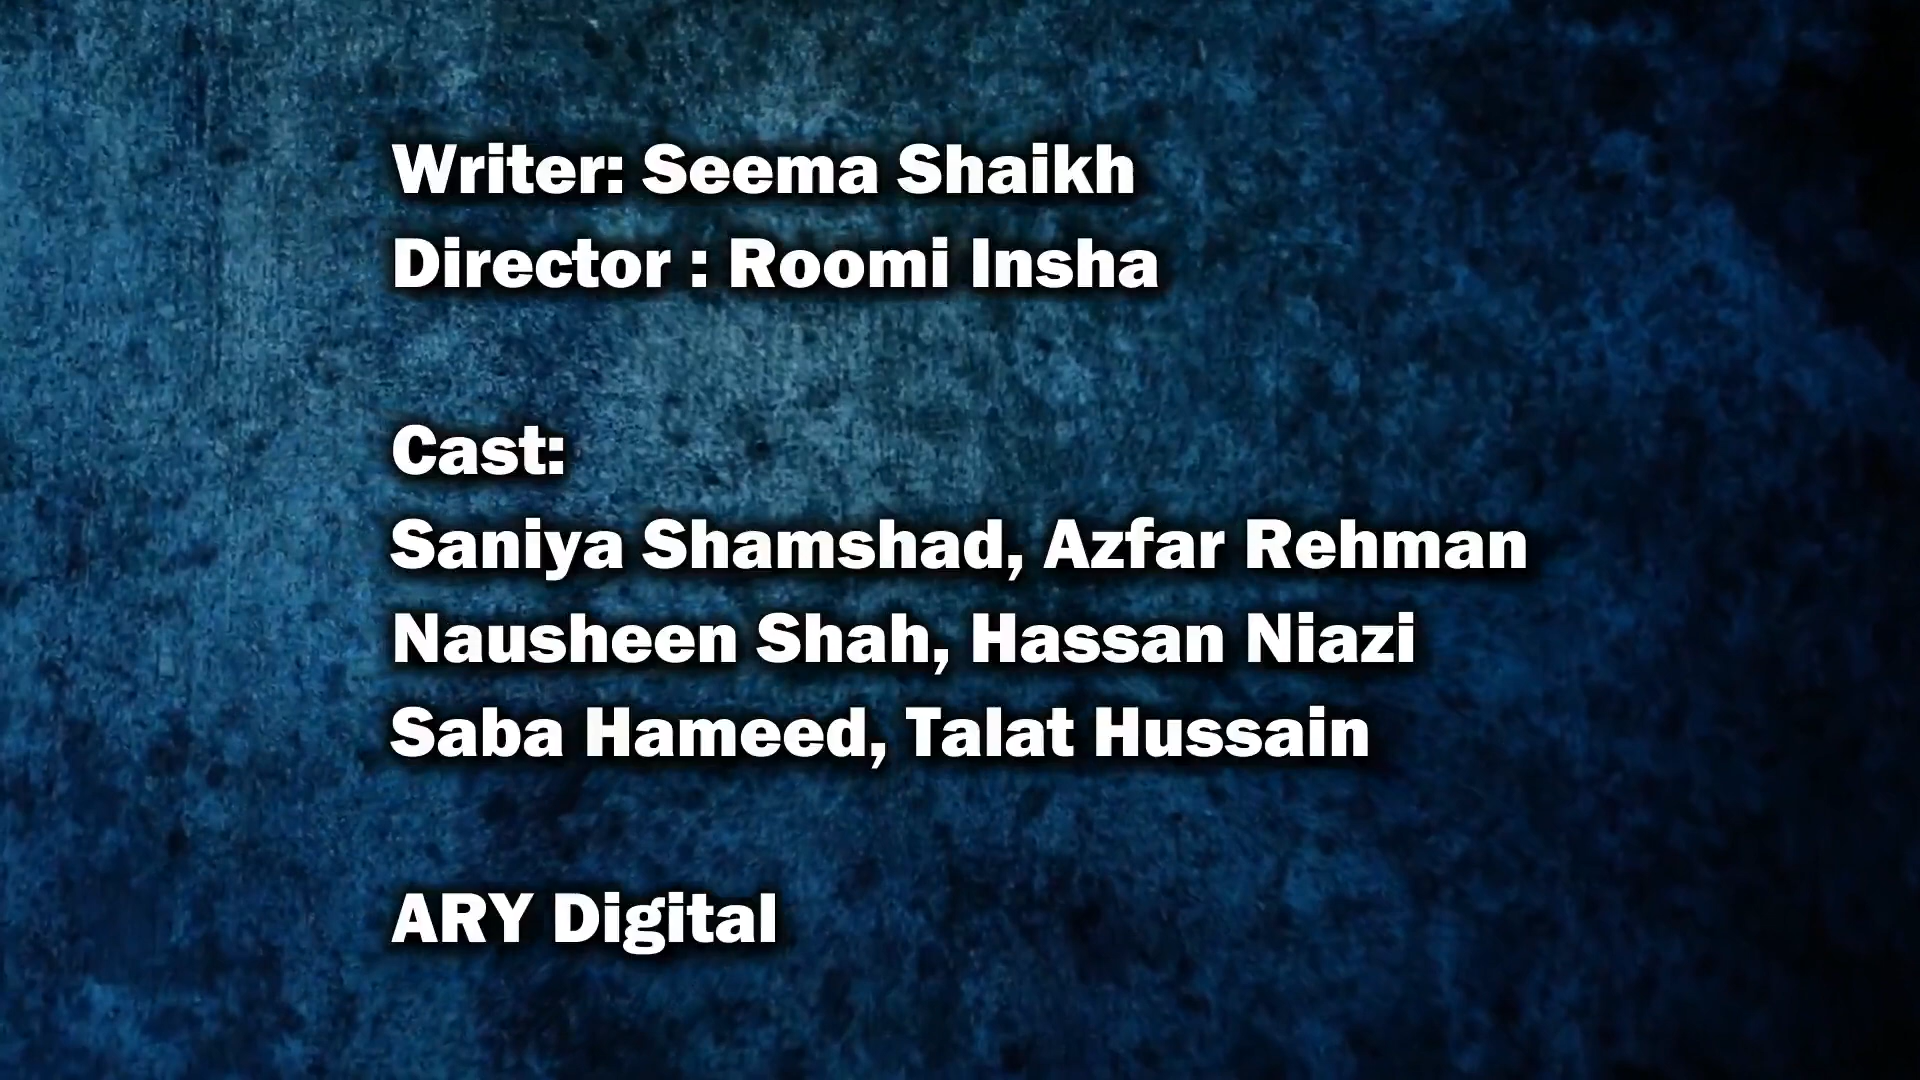 Writer: Seema Shaikh
Director : Roomi Insha
Cast:
Saniya Shamshad, Azfar Rehman
Nausheen Shah, Hassan Niazi
Saba Hameed, Talat Hussain
ARY Digital